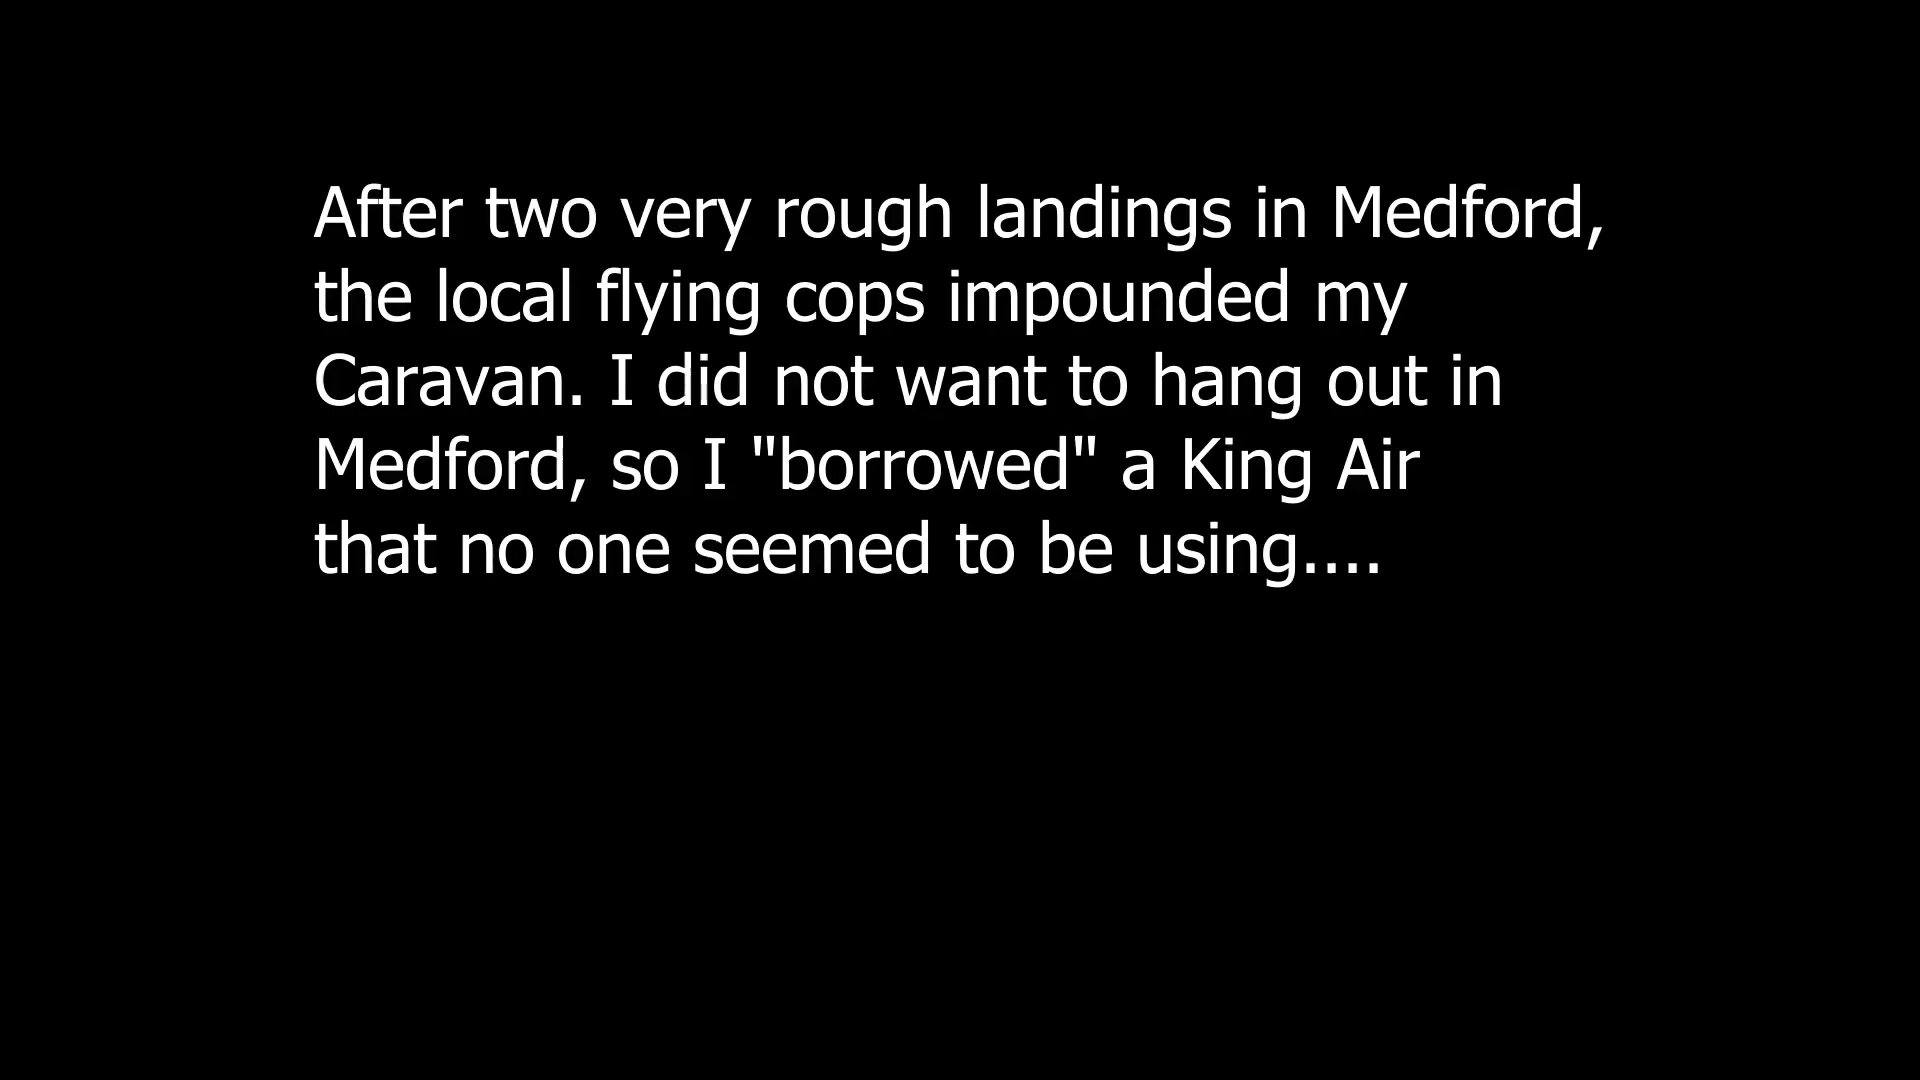 After two very rough landings in Medford,
the local flying cops impounded my
Caravan. I did not want to hang out in
Medford, so I "borrowed" a King Air
that no one seemed to be using....